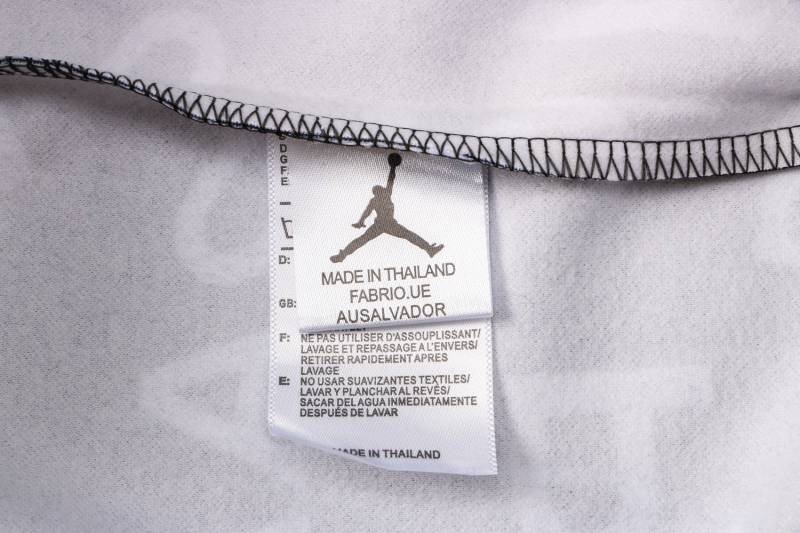 S
D
G
F
E
MADE IN THAILAND
FABRIO.UE
AUSALVADOR
D:
GB:
F: NE PAS UTILISER D'ASSOUPLISSANT/
LAVAGE ET REPASSAGE A L'ENVERS/
RETIRER RAPIDEMENT APRES
LAVAGE
E: NO USAR SUAVIZANTES TEXTILES/
LAVAR Y PLANCHAR AL REVÉS/
SACAR DEL AGUA INMEDIATAMENTE
DESPUÉS DE LAVAR
MADE IN THAILAND